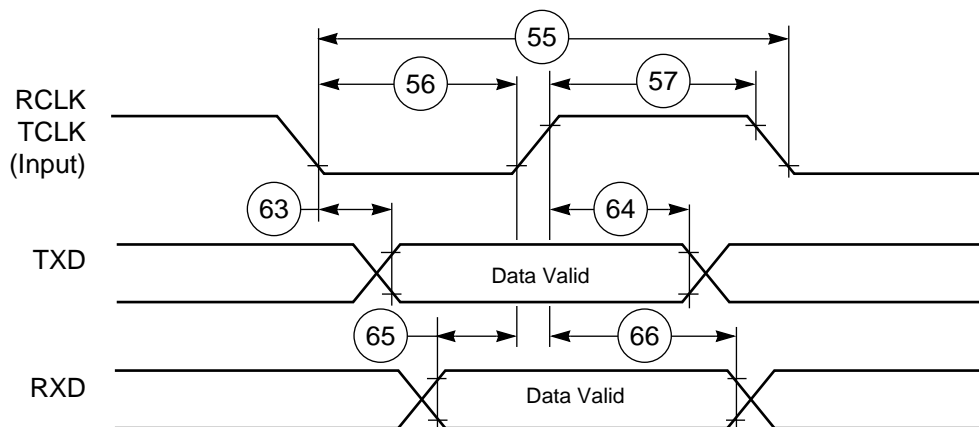 55
56
57
RCLK
TCLK
(Input)
63
64
TXD
Data Valid
65
66
RXD
Data Valid